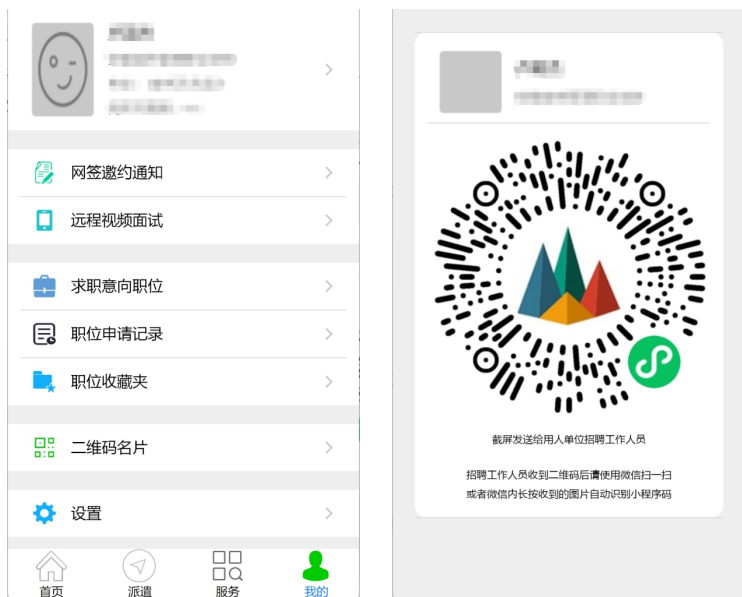 网签邀约通知
远程视频面试
求职意向职位
职位申请记录
职位收藏夹
二维码名片
设置
首页
派遣
服务
我的
截屏发送给用人单位招聘工作人员
招聘工作人员收到二维码后请使用微信扫一扫
或者微信内长按收到的图片自动识别小程序码